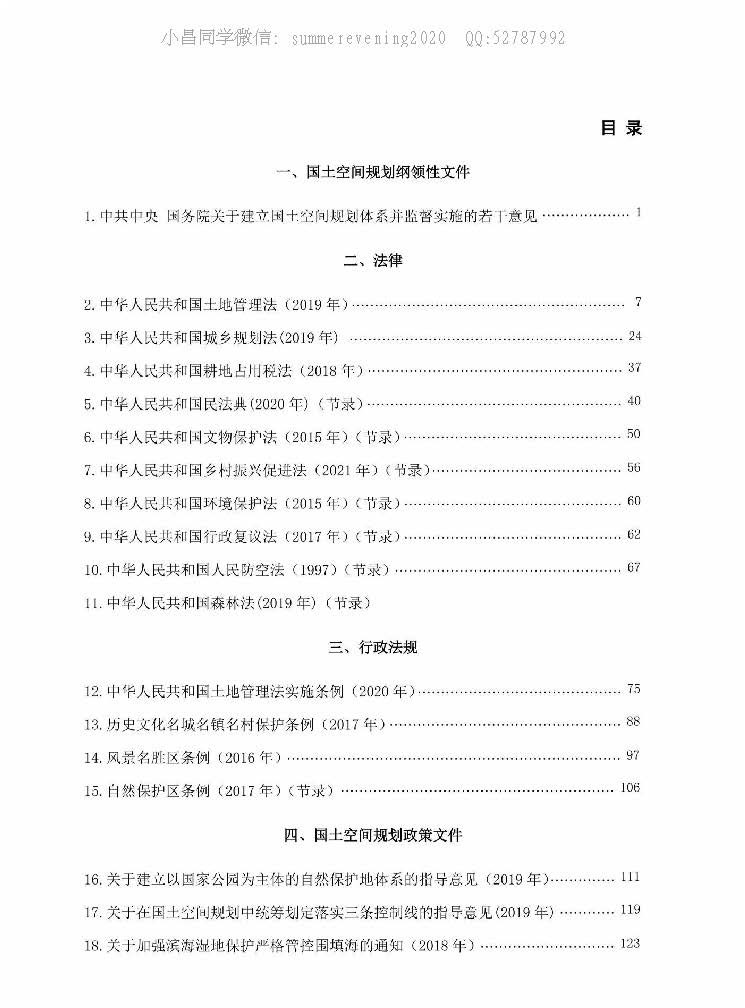 小昌同学微信: summerevening2020 QQ:52787992
目 录
一、国土空间规划纲领性文件
1. 中共中央 国务院关于建立国土空间规划体系并监督实施的若干意见 ………………… 1
二、法律
2. 中华人民共和国土地管理法（2019 年）………………… 7
3. 中华人民共和国城乡规划法(2019 年) ………………… 24
4. 中华人民共和国耕地占用税法（2018 年）………………… 37
5. 中华人民共和国民法典(2020 年)（节录）………………… 40
6. 中华人民共和国文物保护法（2015 年）（节录）………………… 50
7. 中华人民共和国乡村振兴促进法（2021 年）（节录）………………… 56
8. 中华人民共和国环境保护法（2015 年）（节录）………………… 60
9. 中华人民共和国行政复议法（2017 年）（节录）………………… 62
10. 中华人民共和国人民防空法（1997）（节录）………………… 67
11. 中华人民共和国森林法(2019 年)（节录）
三、行政法规
12. 中华人民共和国土地管理法实施条例（2020 年）………………… 75
13. 历史文化名城名镇名村保护条例（2017 年）………………… 88
14. 风景名胜区条例（2016 年）………………… 97
15. 自然保护区条例（2017 年）（节录）………………… 106
四、国土空间规划政策文件
16. 关于建立以国家公园为主体的自然保护地体系的指导意见（2019 年）………… 111
17. 关于在国土空间规划中统筹划定落实三条控制线的指导意见(2019 年) ………… 119
18. 关于加强滨海湿地保护严格管控围填海的通知（2018 年）………………… 123